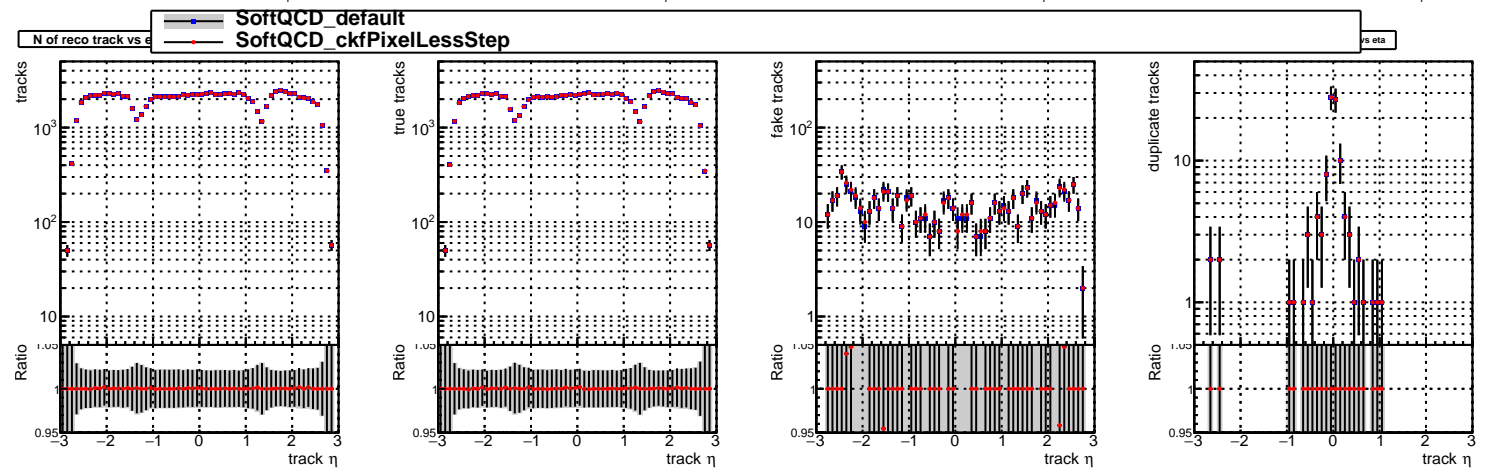 SoftQCD_default
SoftQCD_ckfPixelLessStep
N of reco track vs e
vs eta
tracks
10³
10²
10
1.05
Ratio
1
0.95
−3 −2 −1 0 1 2 3
track η
true tracks
10³
10²
10
1.05
Ratio
1
0.95
−3 −2 −1 0 1 2 3
track η
fake tracks
10²
10
1
1.05
Ratio
1
0.95
−3 −2 −1 0 1 2 3
track η
duplicate tracks
10
1
1.05
Ratio
1
0.95
−3 −2 −1 0 1 2 3
track η